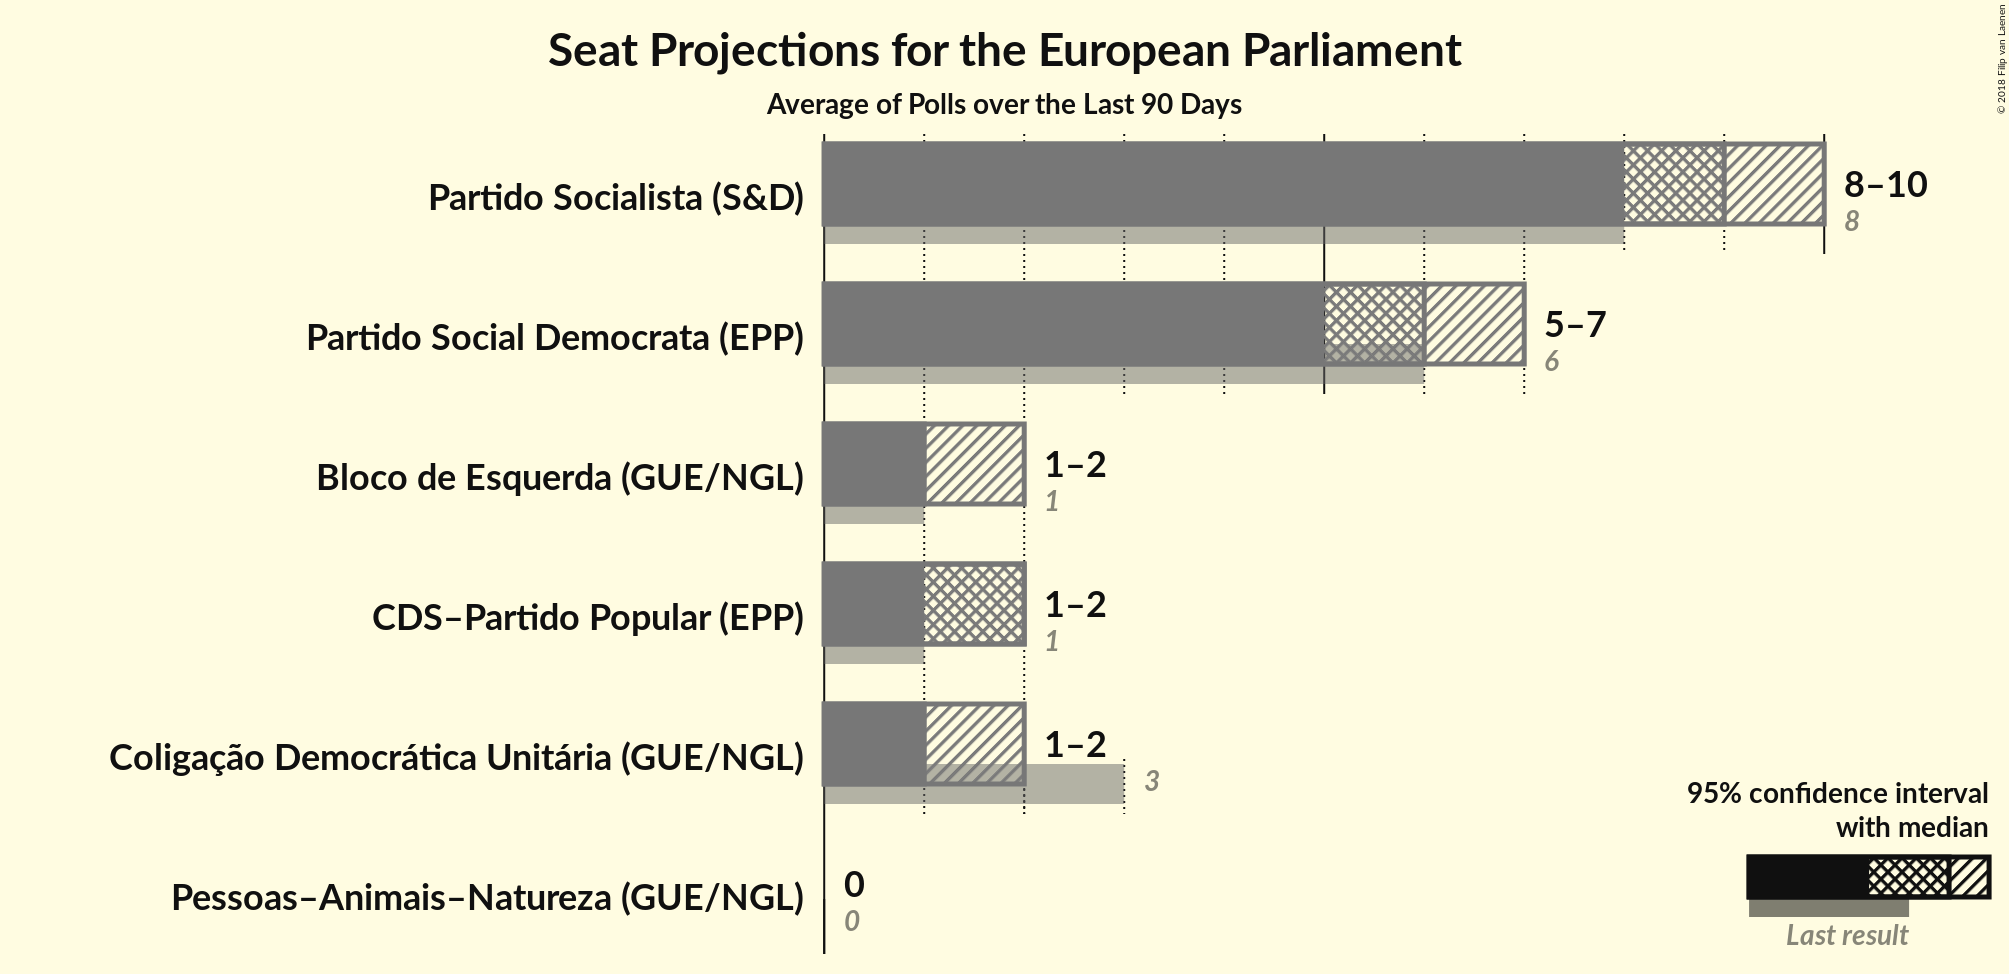 Seat Projections for the European Parliament
Average of Polls over the Last 90 Days
© 2018 Filip van Laenen
Partido Socialista (S&D)
8–10
8
Partido Social Democrata (EPP)
5–7
6
Bloco de Esquerda (GUE/NGL)
1–2
1
CDS–Partido Popular (EPP)
1–2
1
Coligação Democrática Unitária (GUE/NGL)
1–2
3
Pessoas–Animais–Natureza (GUE/NGL)
0
0
95% confidence interval
with median
Last result